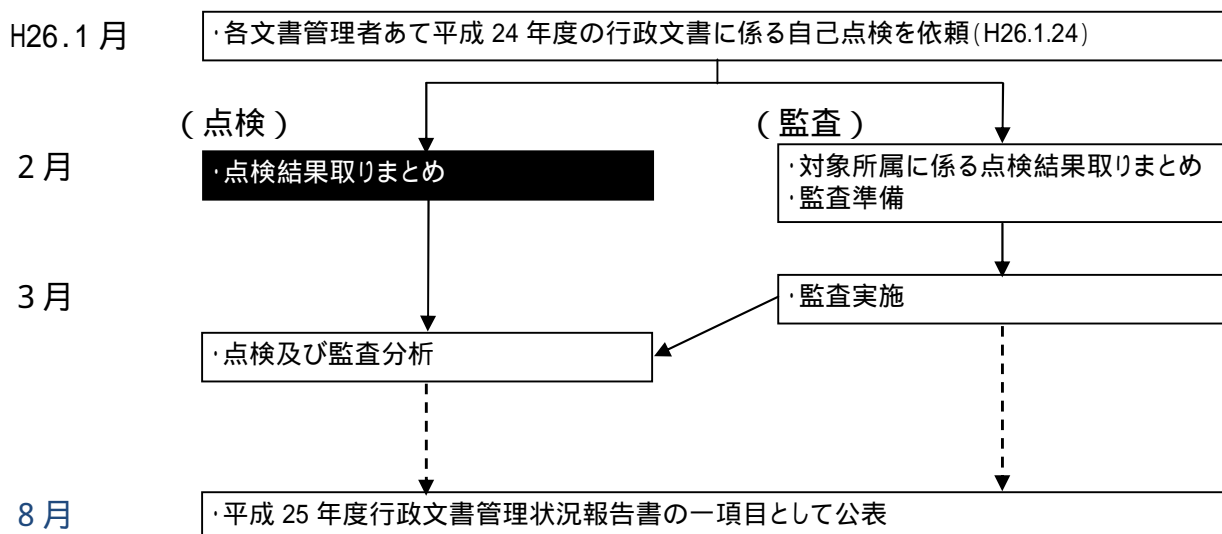 H26.1月
・各文書管理者あて平成24年度の行政文書に係る自己点検を依頼(H26.1.24)
(点検)
(監査)
2月
・点検結果取りまとめ
・対象所属に係る点検結果取りまとめ
・監査準備
3月
・監査実施
・点検及び監査分析
8月
・平成25年度行政文書管理状況報告書の一項目として公表